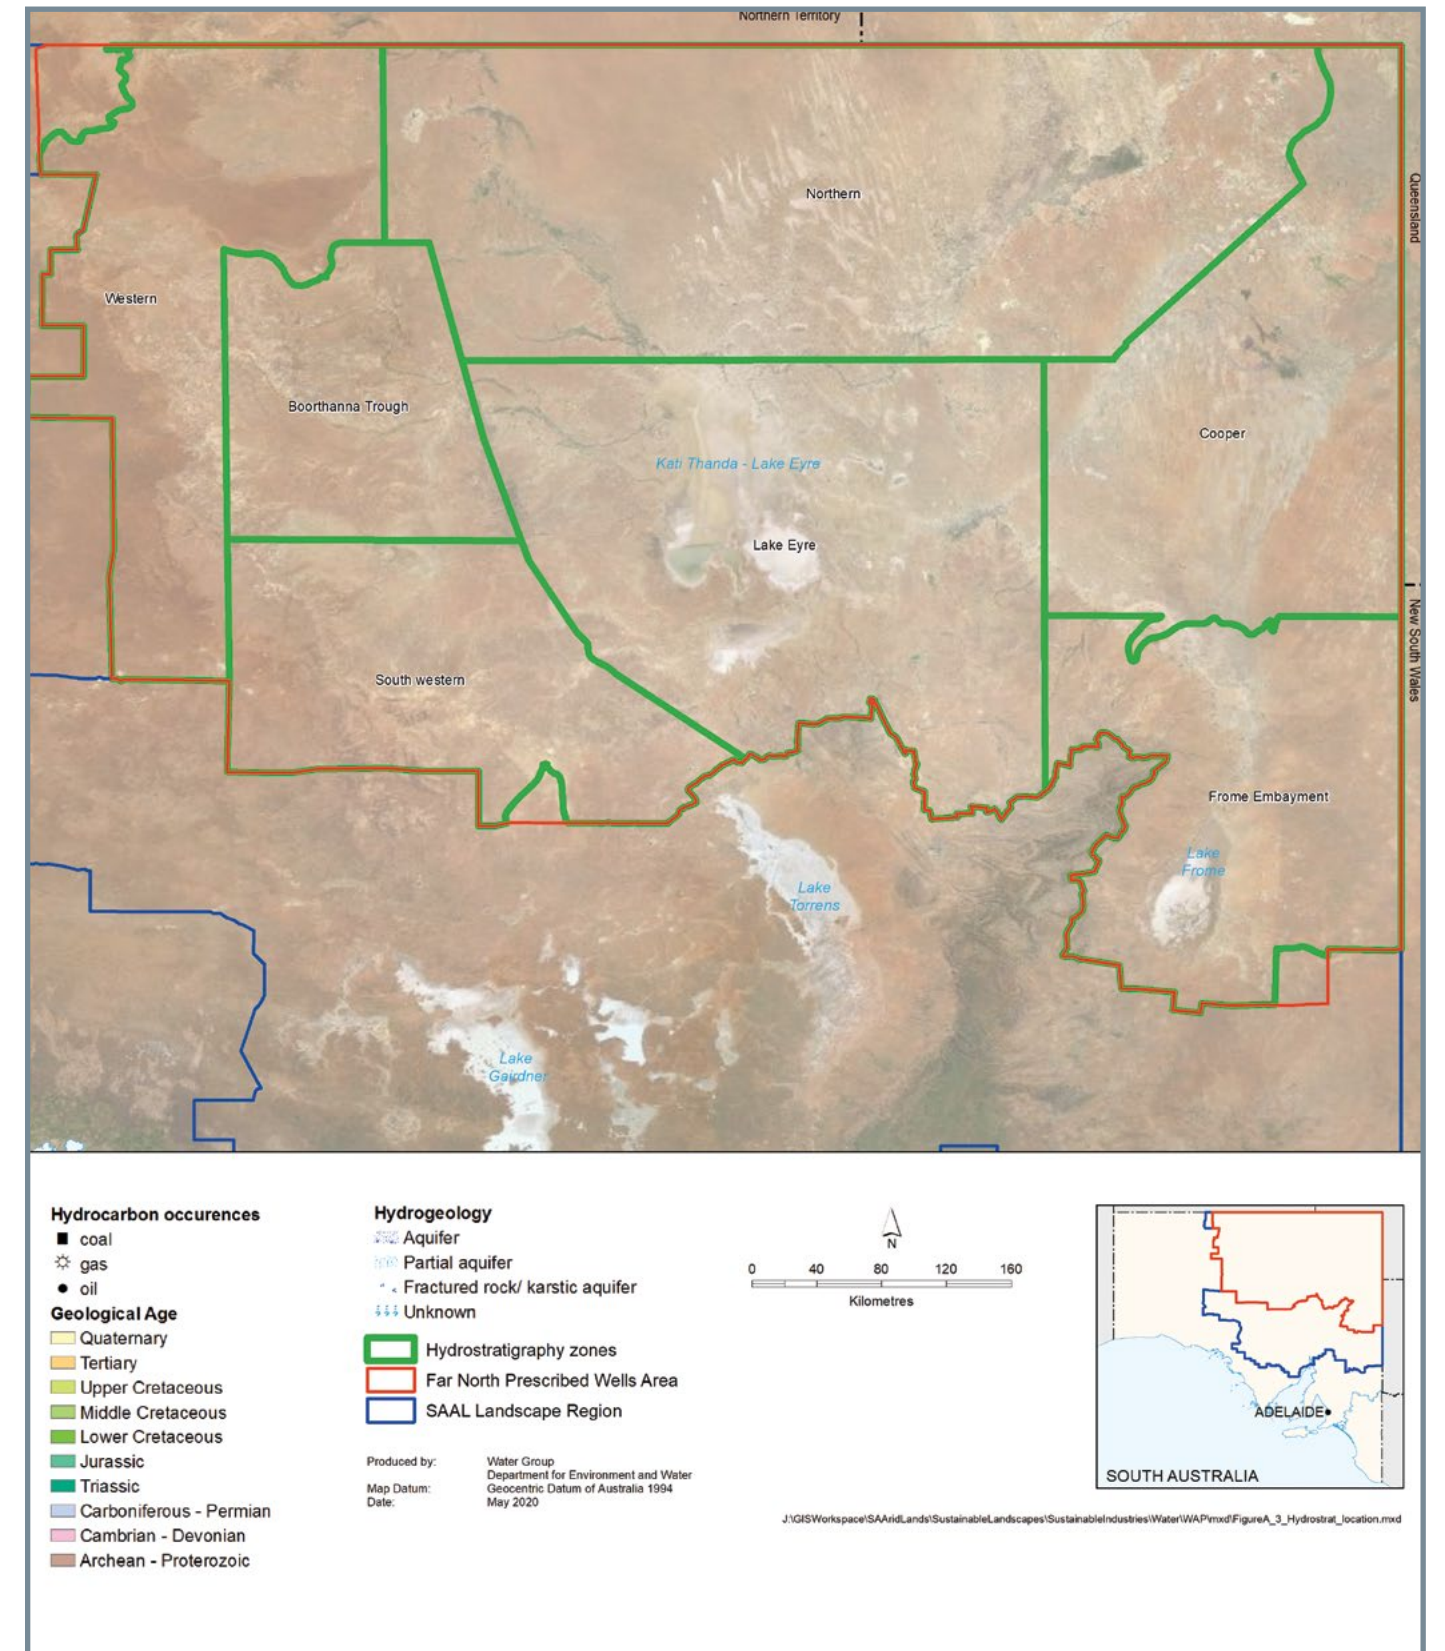 Northern Territory
Queensland
Northern
Western
Boorthanna Trough
Cooper
Kati Thanda - Lake Eyre
Lake Eyre
New South Wales
South western
Frome Embayment
Lake
Frome
Lake
Torrens
Lake
Gairdner
Hydrocarbon occurences
coal
gas
oil
Geological Age
Quaternary
Tertiary
Upper Cretaceous
Middle Cretaceous
Lower Cretaceous
Jurassic
Triassic
Carboniferous - Permian
Cambrian - Devonian
Archean - Proterozoic
Hydrogeology
Aquifer
Partial aquifer
Fractured rock/ karstic aquifer
Unknown
Hydrostratigraphy zones
Far North Prescribed Wells Area
SAAL Landscape Region
Produced by: Water Group
Department for Environment and Water
Map Datum: Geocentric Datum of Australia 1994
Date: May 2020
N
0 40 80 120 160
Kilometres
ADELAIDE
SOUTH AUSTRALIA
J:\GISWorkspace\SAAridLands\SustainableLandscapes\SustainableIndustries\Water\WAP\mxd\FigureA_3_Hydrostrat_location.mxd